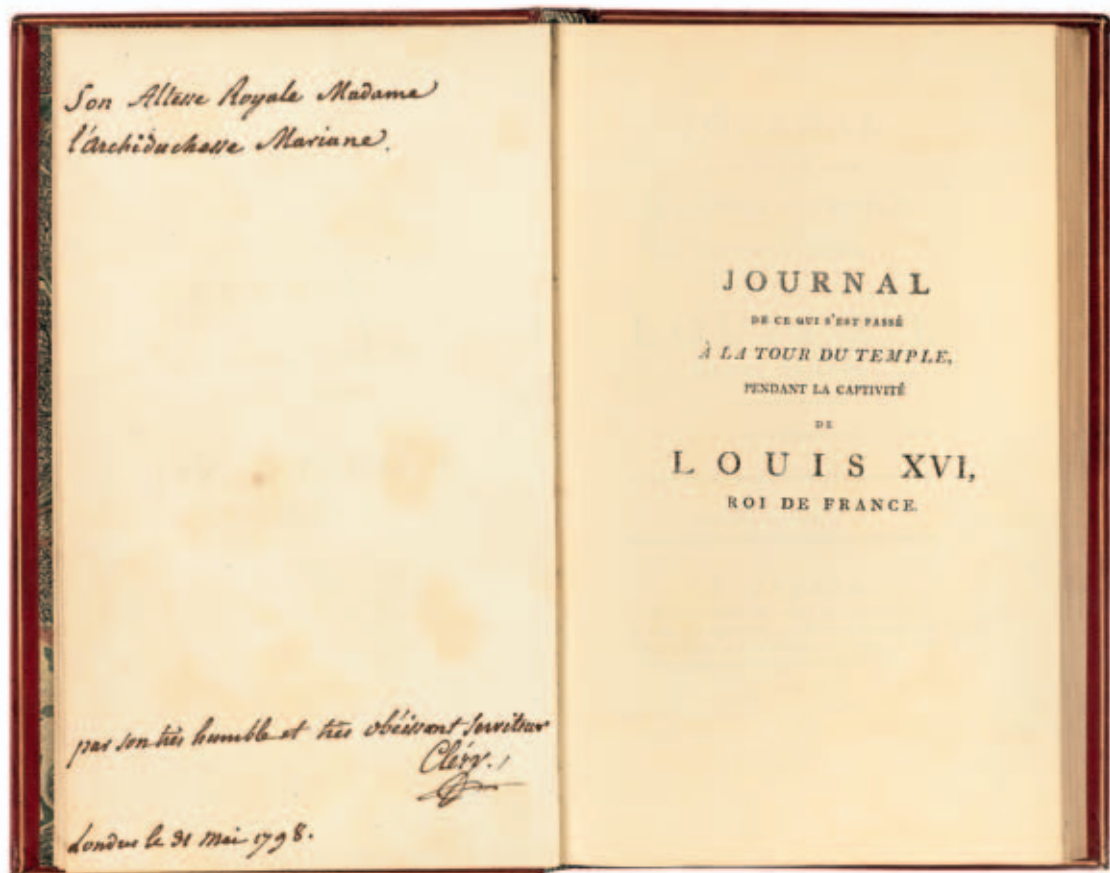 Son Altesse Royale Madame
l'Archiduchesse Mariane.
par son très humble et très obéissant Serviteur
Cléry.
Londres le 31 Mai 1798.
JOURNAL
DE CE QUI S'EST PASSÉ
À LA TOUR DU TEMPLE,
PENDANT LA CAPTIVITÉ
DE
LOUIS XVI,
ROI DE FRANCE.